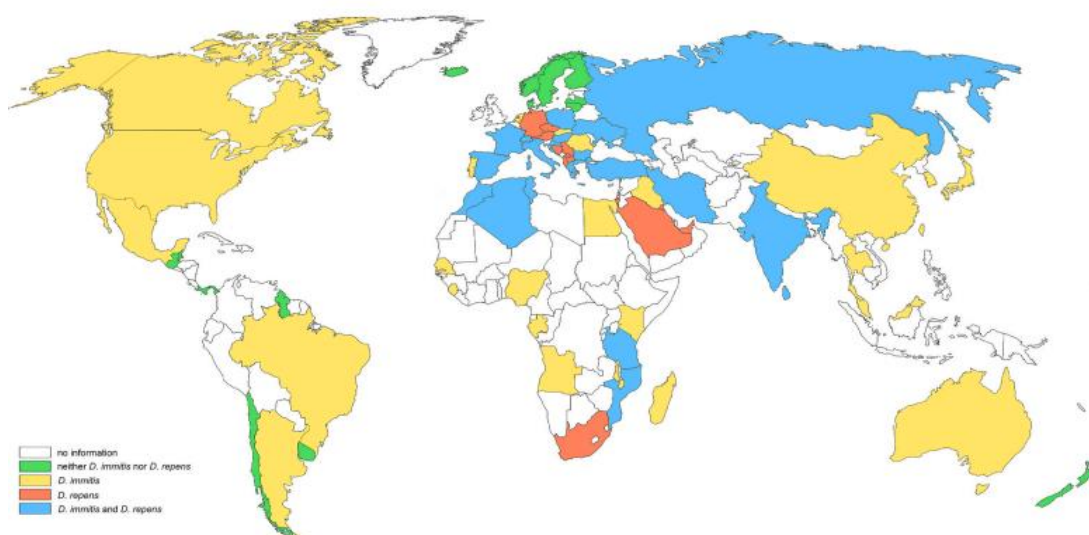 no information
neither D. immitis nor D. repens
D. immitis
D. repens
D. immitis and D. repens